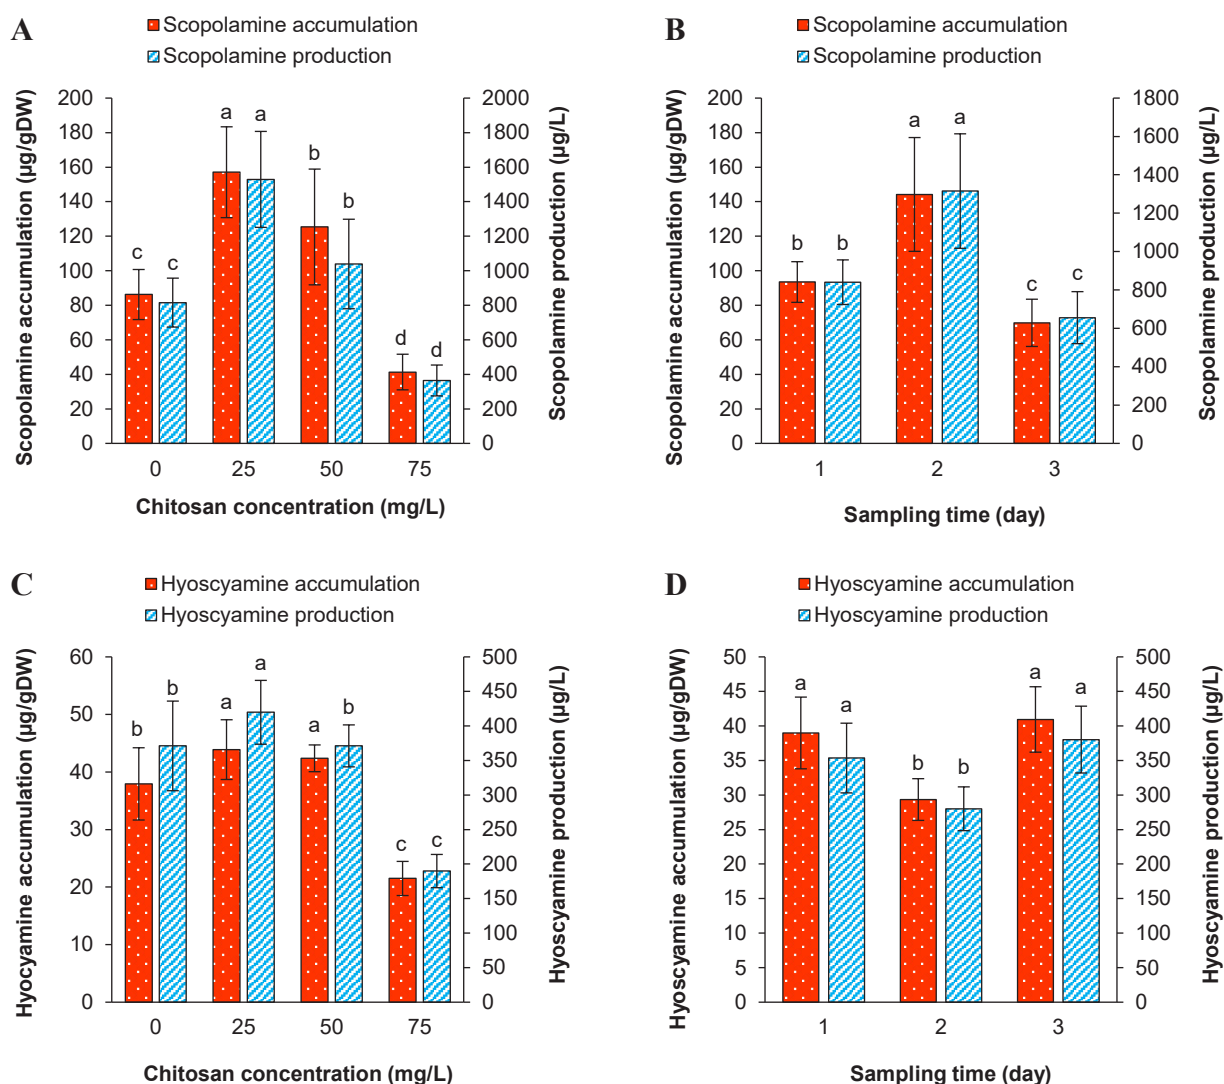 A
Scopolamine accumulation
Scopolamine production
Scopolamine accumulation (µg/gDW)
200
180
160
140
120
100
80
60
40
20
0
c
c
a
a
b
b
d
d
2000
1800
1600
1400
1200
1000
800
600
400
200
0
Scopolamine production (µg/L)
0 25 50 75
Chitosan concentration (mg/L)
B
Scopolamine accumulation
Scopolamine production
Scopolamine accumulation (µg/gDW)
200
180
160
140
120
100
80
60
40
20
0
b
b
a
a
c
c
1800
1600
1400
1200
1000
800
600
400
200
0
Scopolamine production (µg/L)
1 2 3
Sampling time (day)
C
Hyoscyamine accumulation
Hyoscyamine production
Hyocyamine accumulation (µg/gDW)
60
50
40
30
20
10
0
b
b
a
a
a
b
c
c
500
450
400
350
300
250
200
150
100
50
0
Hyoscyamine production (µg/L)
0 25 50 75
Chitosan concentration (mg/L)
D
Hyoscyamine accumulation
Hyoscyamine production
Hyoscyamine accumulation (µg/gDW)
50
45
40
35
30
25
20
15
10
5
0
a
a
b
b
a
a
500
450
400
350
300
250
200
150
100
50
0
Hyoscyamine production (µg/L)
1 2 3
Sampling time (day)